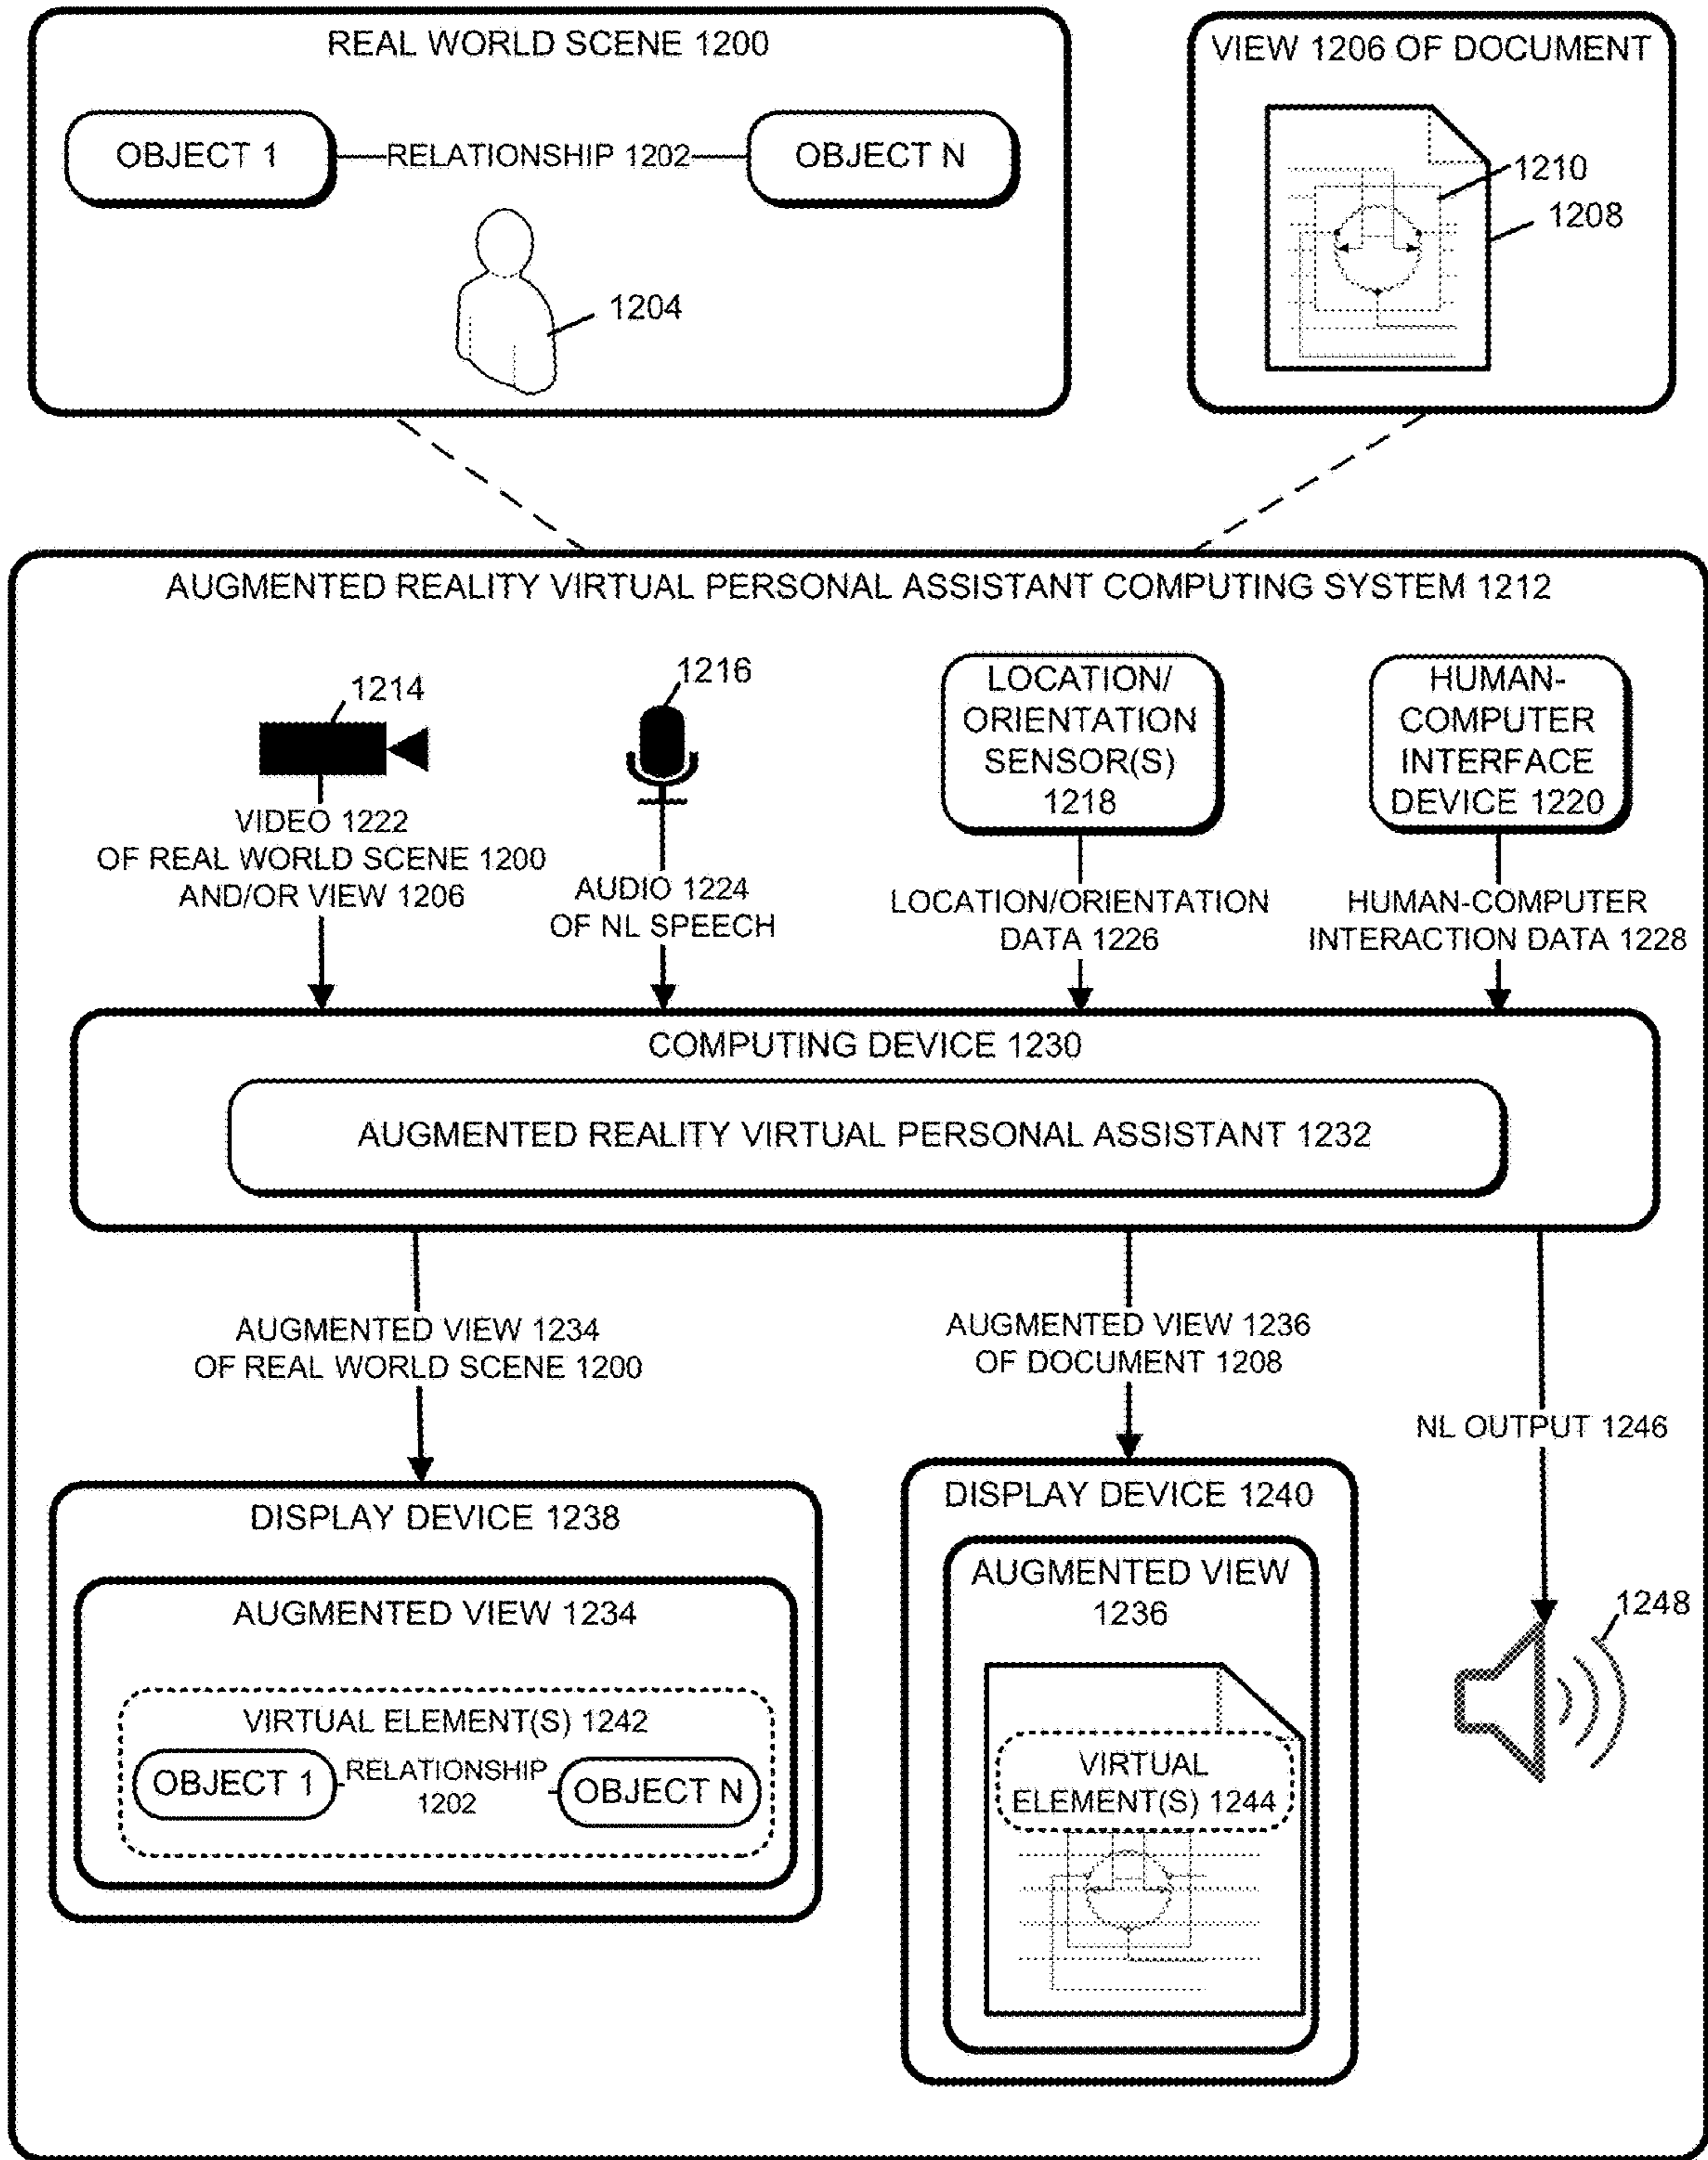 REAL WORLD SCENE 1200
OBJECT 1
RELATIONSHIP 1202
OBJECT N
1204
VIEW 1206 OF DOCUMENT
1210
1208
AUGMENTED REALITY VIRTUAL PERSONAL ASSISTANT COMPUTING SYSTEM 1212
1214
1216
LOCATION/
ORIENTATION
SENSOR(S)
1218
HUMAN-
COMPUTER
INTERFACE
DEVICE 1220
VIDEO 1222
OF REAL WORLD SCENE 1200
AND/OR VIEW 1206
AUDIO 1224
OF NL SPEECH
LOCATION/ORIENTATION
DATA 1226
HUMAN-COMPUTER
INTERACTION DATA 1228
COMPUTING DEVICE 1230
AUGMENTED REALITY VIRTUAL PERSONAL ASSISTANT 1232
AUGMENTED VIEW 1234
OF REAL WORLD SCENE 1200
AUGMENTED VIEW 1236
OF DOCUMENT 1208
NL OUTPUT 1246
DISPLAY DEVICE 1238
AUGMENTED VIEW 1234
VIRTUAL ELEMENT(S) 1242
OBJECT 1
RELATIONSHIP
1202
OBJECT N
DISPLAY DEVICE 1240
AUGMENTED VIEW
1236
VIRTUAL
ELEMENT(S) 1244
1248